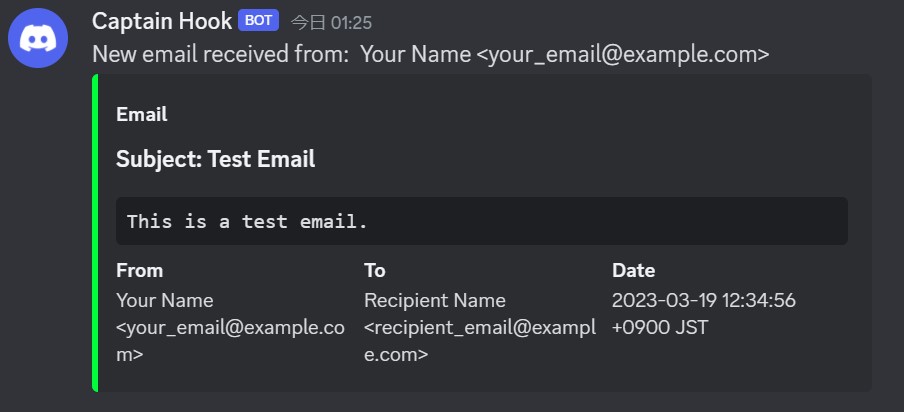 Captain Hook BOT 今日 01:25
New email received from: Your Name <your_email@example.com>
Email
Subject: Test Email
This is a test email.
From To Date
Your Name Recipient Name 2023-03-19 12:34:56
<your_email@example.co <recipient_email@exampl +0900 JST
m> e.com>